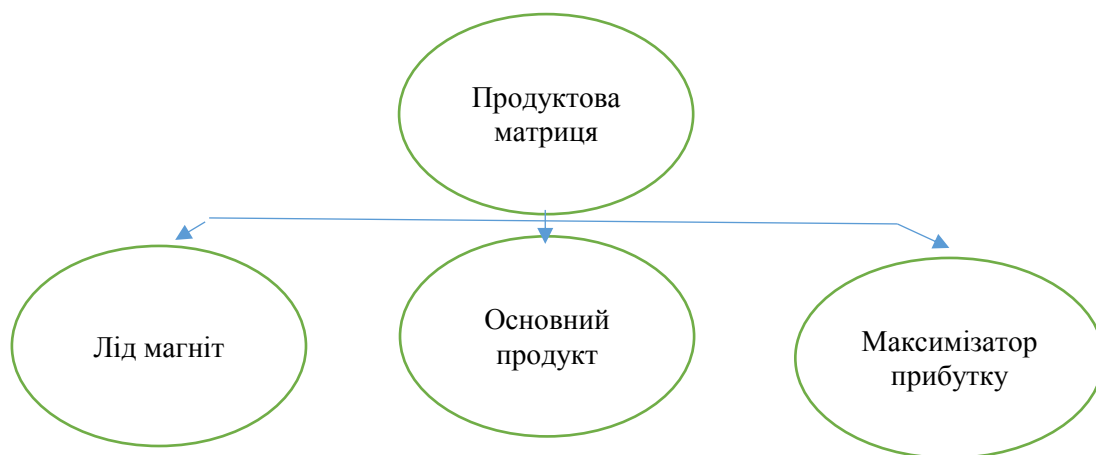 Продуктова
матриця
Лід магніт
Основний
продукт
Максимізатор
прибутку